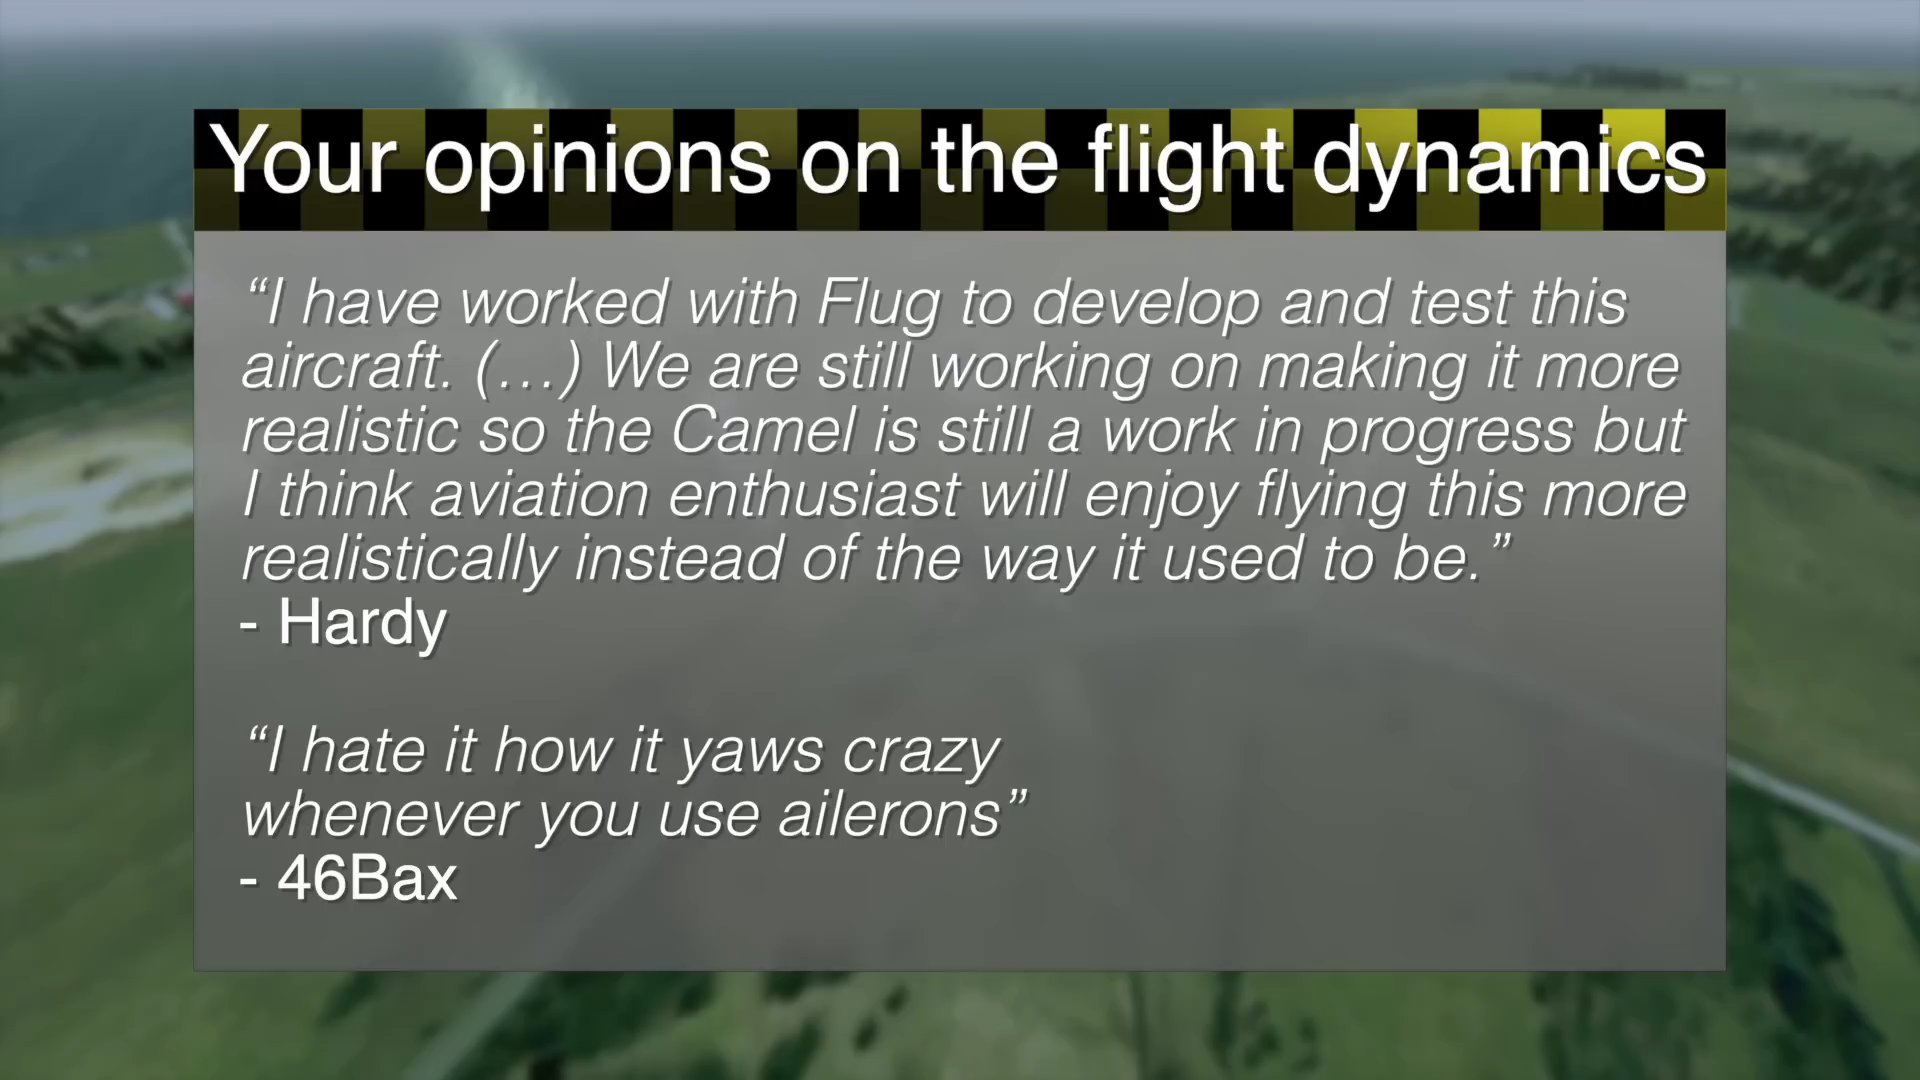 Your opinions on the flight dynamics
“I have worked with Flug to develop and test this
aircraft. (…) We are still working on making it more
realistic so the Camel is still a work in progress but
I think aviation enthusiast will enjoy flying this more
realistically instead of the way it used to be.”
- Hardy
“I hate it how it yaws crazy
whenever you use ailerons”
- 46Bax